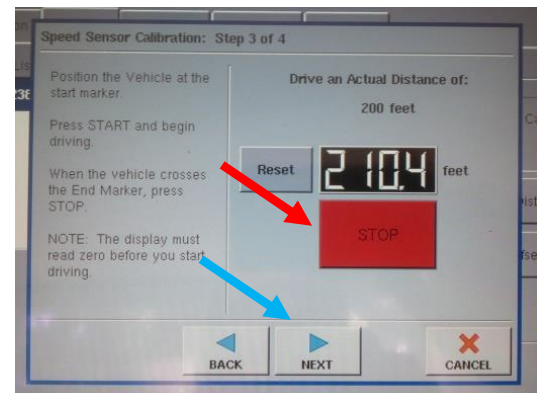 Speed Sensor Calibration: Step 3 of 4
Position the Vehicle at the
start marker.
Press START and begin
driving.
When the vehicle crosses
the End Marker, press
STOP.
NOTE: The display must
read zero before you start
driving.
Drive an Actual Distance of:
200 feet
Reset
210.4
feet
STOP
BACK
NEXT
CANCEL